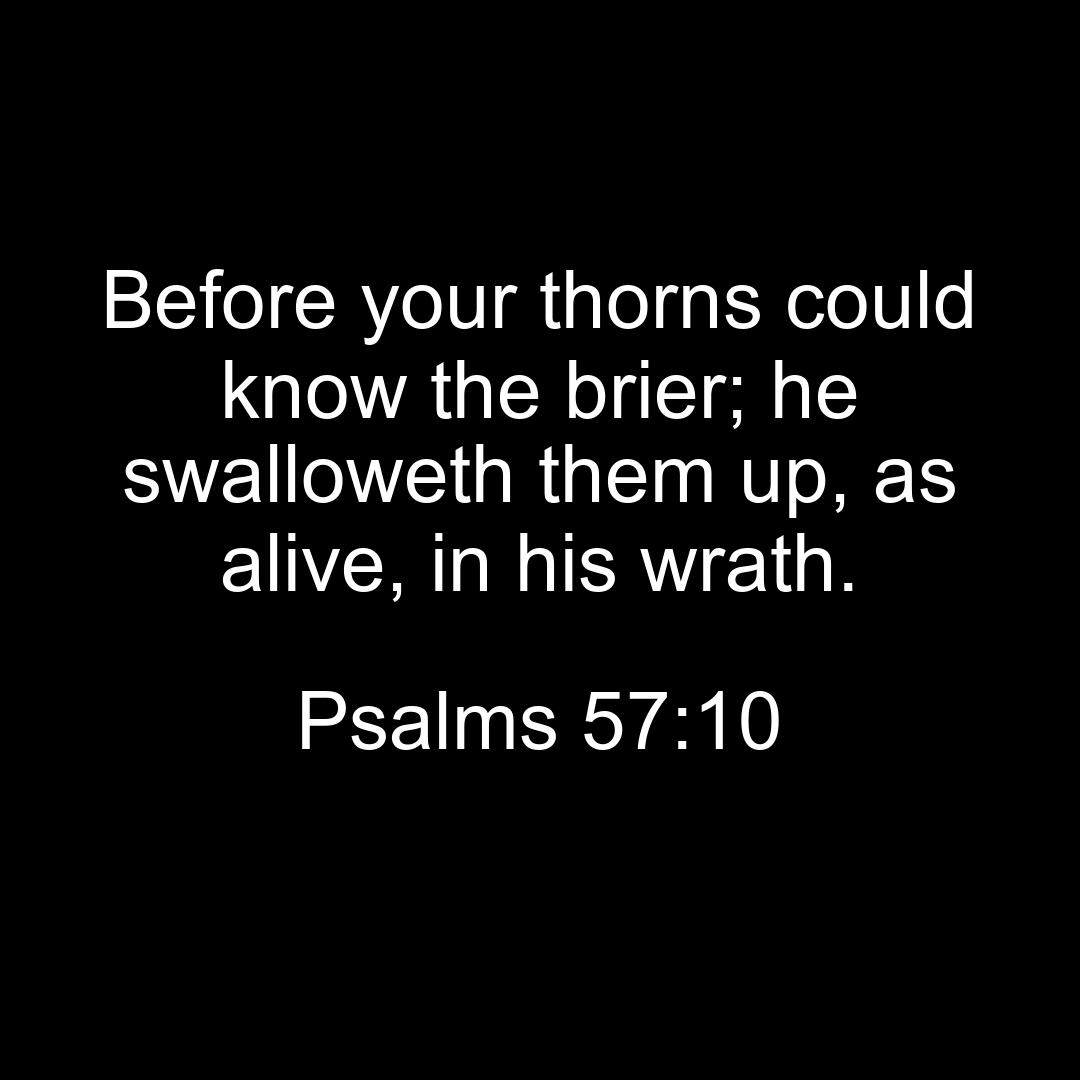 Before your thorns could
know the brier; he
swalloweth them up, as
alive, in his wrath.
Psalms 57:10